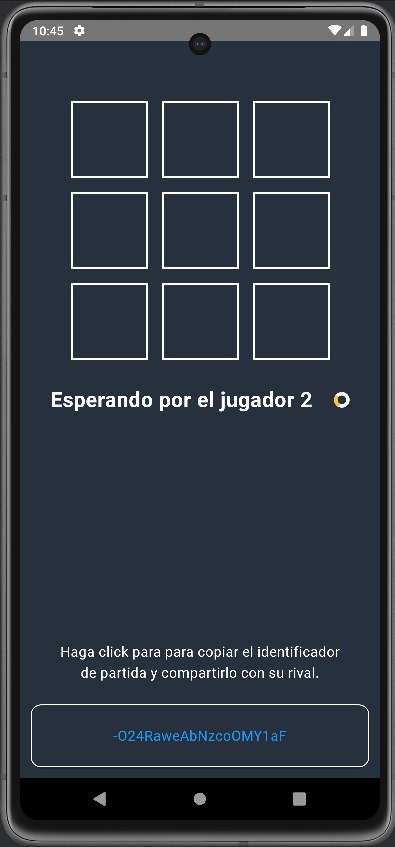 10:45
Esperando por el jugador 2
Haga click para para copiar el identificador
de partida y compartirlo con su rival.
-O24RaweAbNzcoOMY1aF